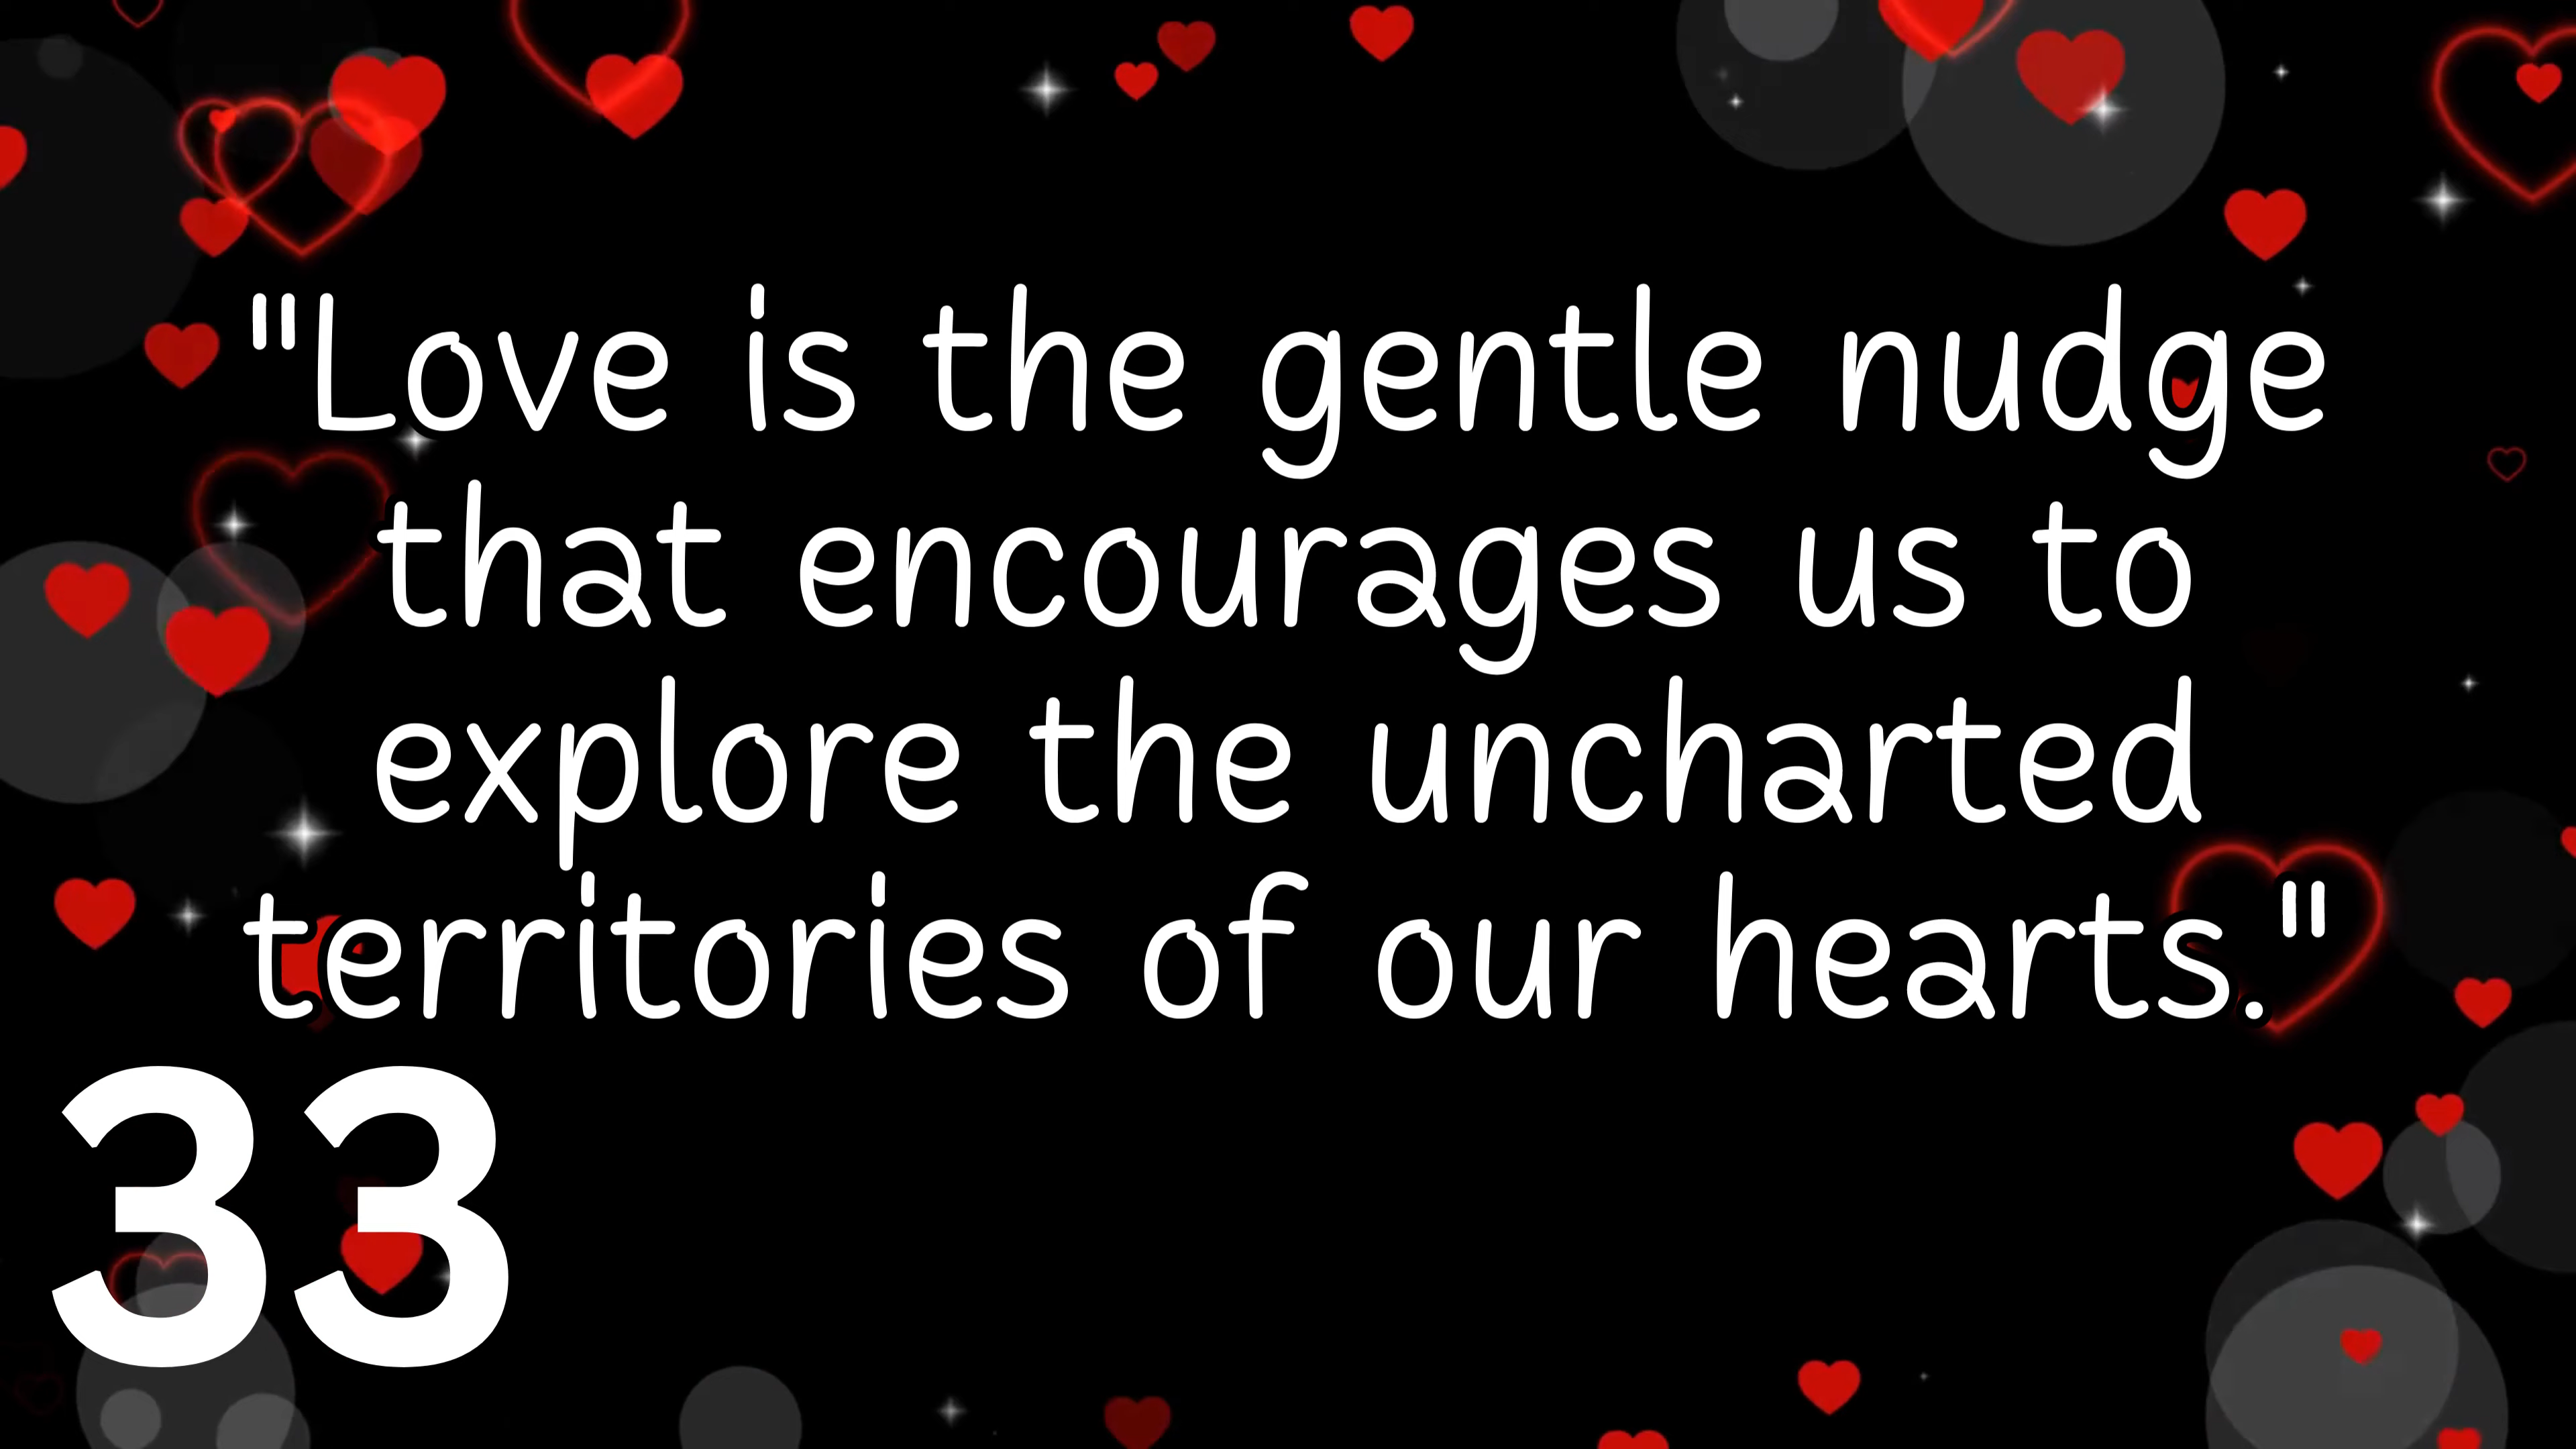 "Love is the gentle nudge
that encourages us to
explore the uncharted
territories of our hearts."
33